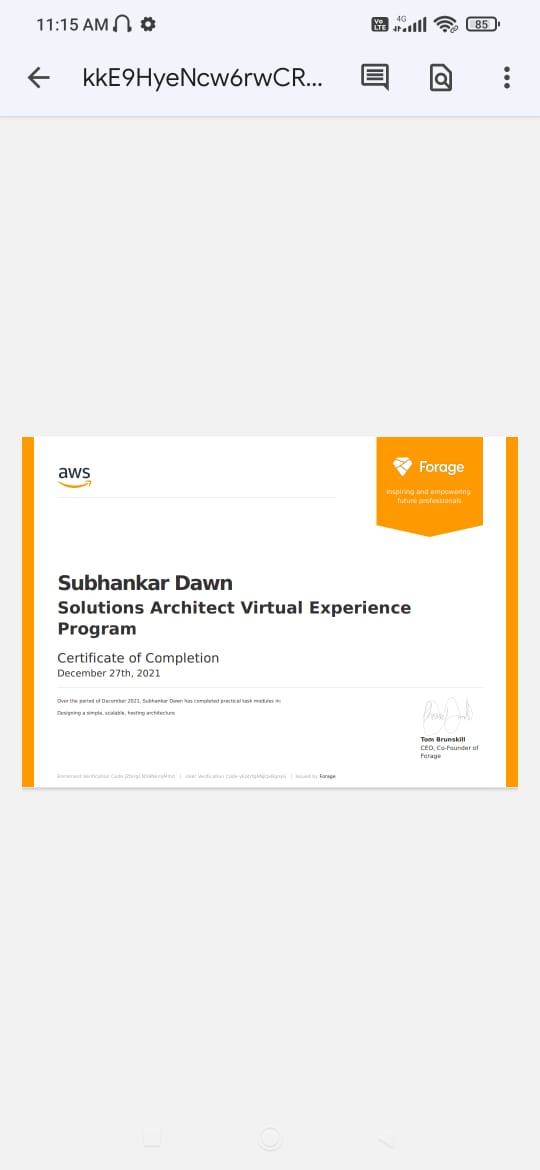 11:15 AM
Vo LTE
4G
85
kkE9HyeNcw6rwCR...
aws
Forage
Inspiring and empowering
future professionals
Subhankar Dawn
Solutions Architect Virtual Experience
Program
Certificate of Completion
December 27th, 2021
Over the period of December 2021, Subhankar Dawn has completed practical task modules in:
Designing a simple, scalable, hosting architecture
Tom Brunskill
CEO, Co-Founder of
Forage
Enrolment Verification Code | User Verification Code | Issued by Forage